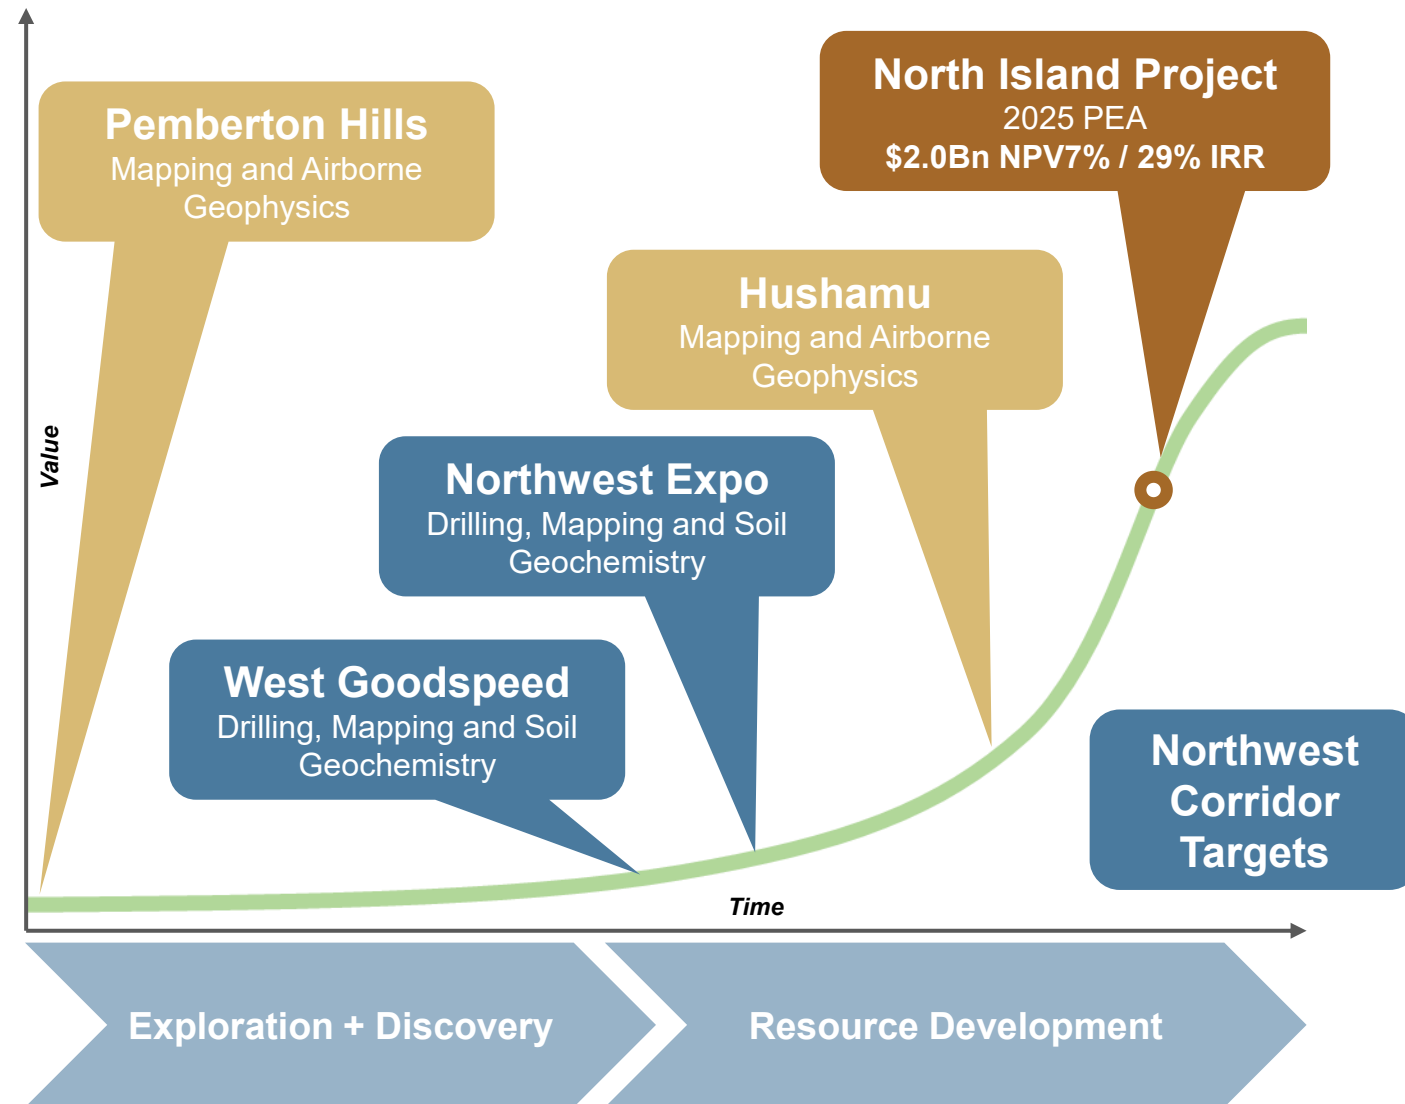 North Island Project
2025 PEA
$2.0Bn NPV7% / 29% IRR
Pemberton Hills
Mapping and Airborne
Geophysics
Hushamu
Mapping and Airborne
Geophysics
Value
Northwest Expo
Drilling, Mapping and Soil
Geochemistry
West Goodspeed
Drilling, Mapping and Soil
Geochemistry
Northwest
Corridor
Targets
Time
Exploration + Discovery
Resource Development